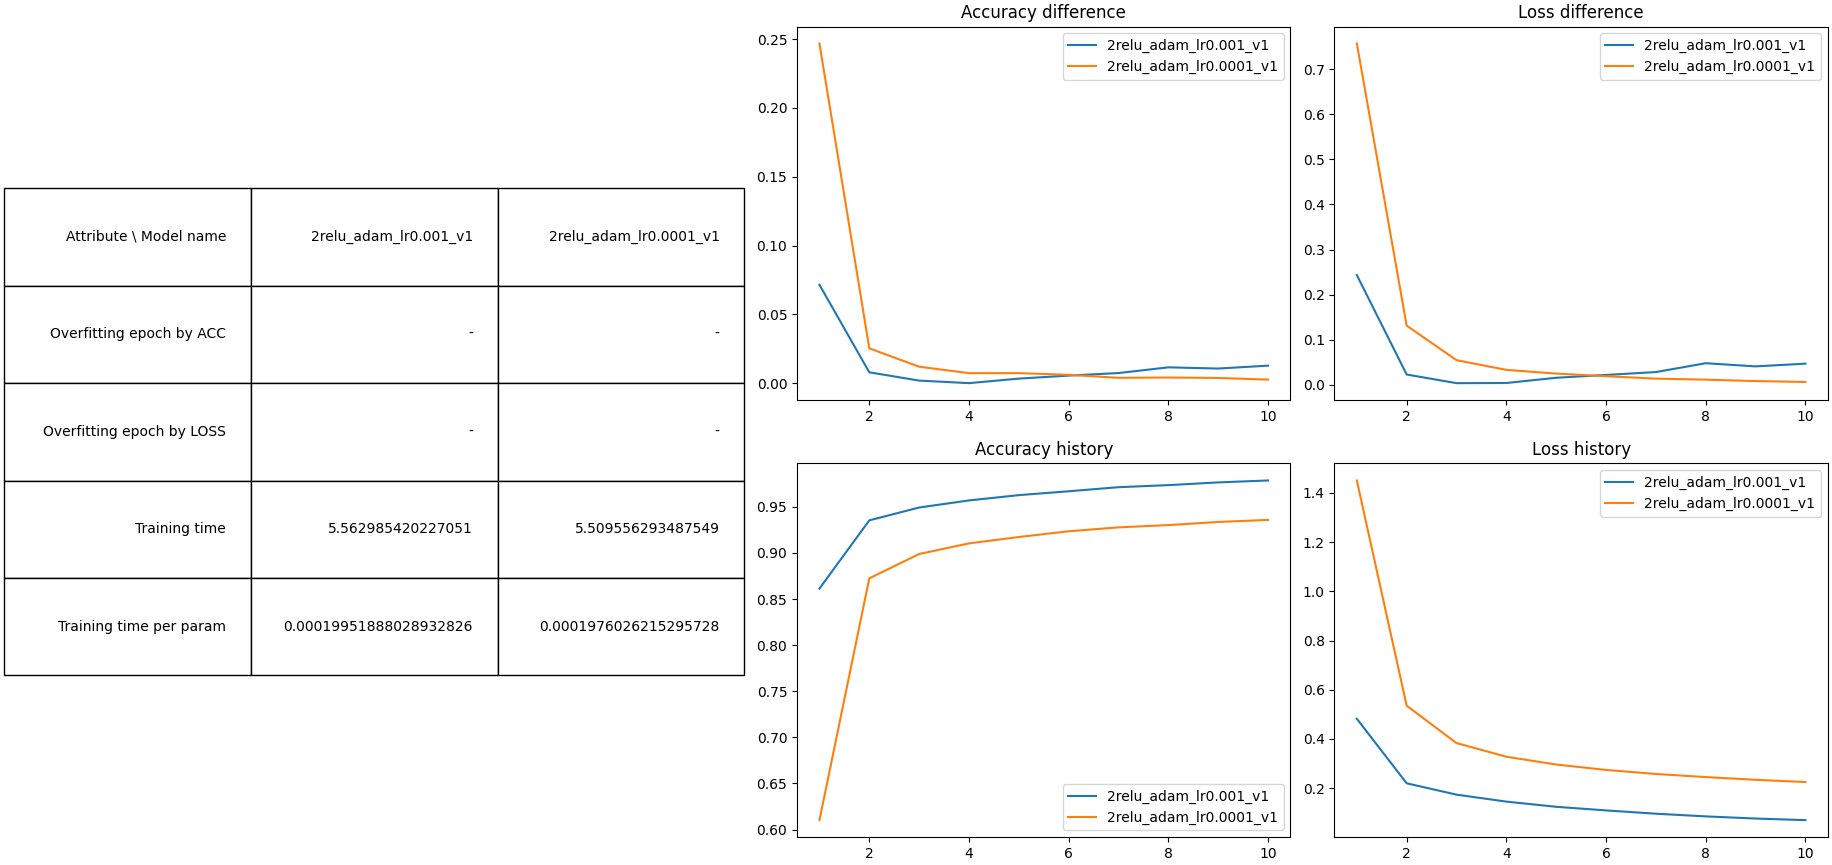 Attribute \ Model name 2relu_adam_lr0.001_v1 2relu_adam_lr0.0001_v1
Overfitting epoch by ACC - -
Overfitting epoch by LOSS - -
Training time 5.562985420227051 5.509556293487549
Training time per param 0.00019951888028932826 0.0001976026215295728
Accuracy difference
2relu_adam_lr0.001_v1
2relu_adam_lr0.0001_v1
0.25
0.20
0.15
0.10
0.05
0.00
2 4 6 8 10
Loss difference
2relu_adam_lr0.001_v1
2relu_adam_lr0.0001_v1
0.7
0.6
0.5
0.4
0.3
0.2
0.1
0.0
2 4 6 8 10
Accuracy history
0.95
0.90
0.85
0.80
0.75
0.70
0.65
0.60
2relu_adam_lr0.001_v1
2relu_adam_lr0.0001_v1
2 4 6 8 10
Loss history
2relu_adam_lr0.001_v1
2relu_adam_lr0.0001_v1
1.4
1.2
1.0
0.8
0.6
0.4
0.2
2 4 6 8 10